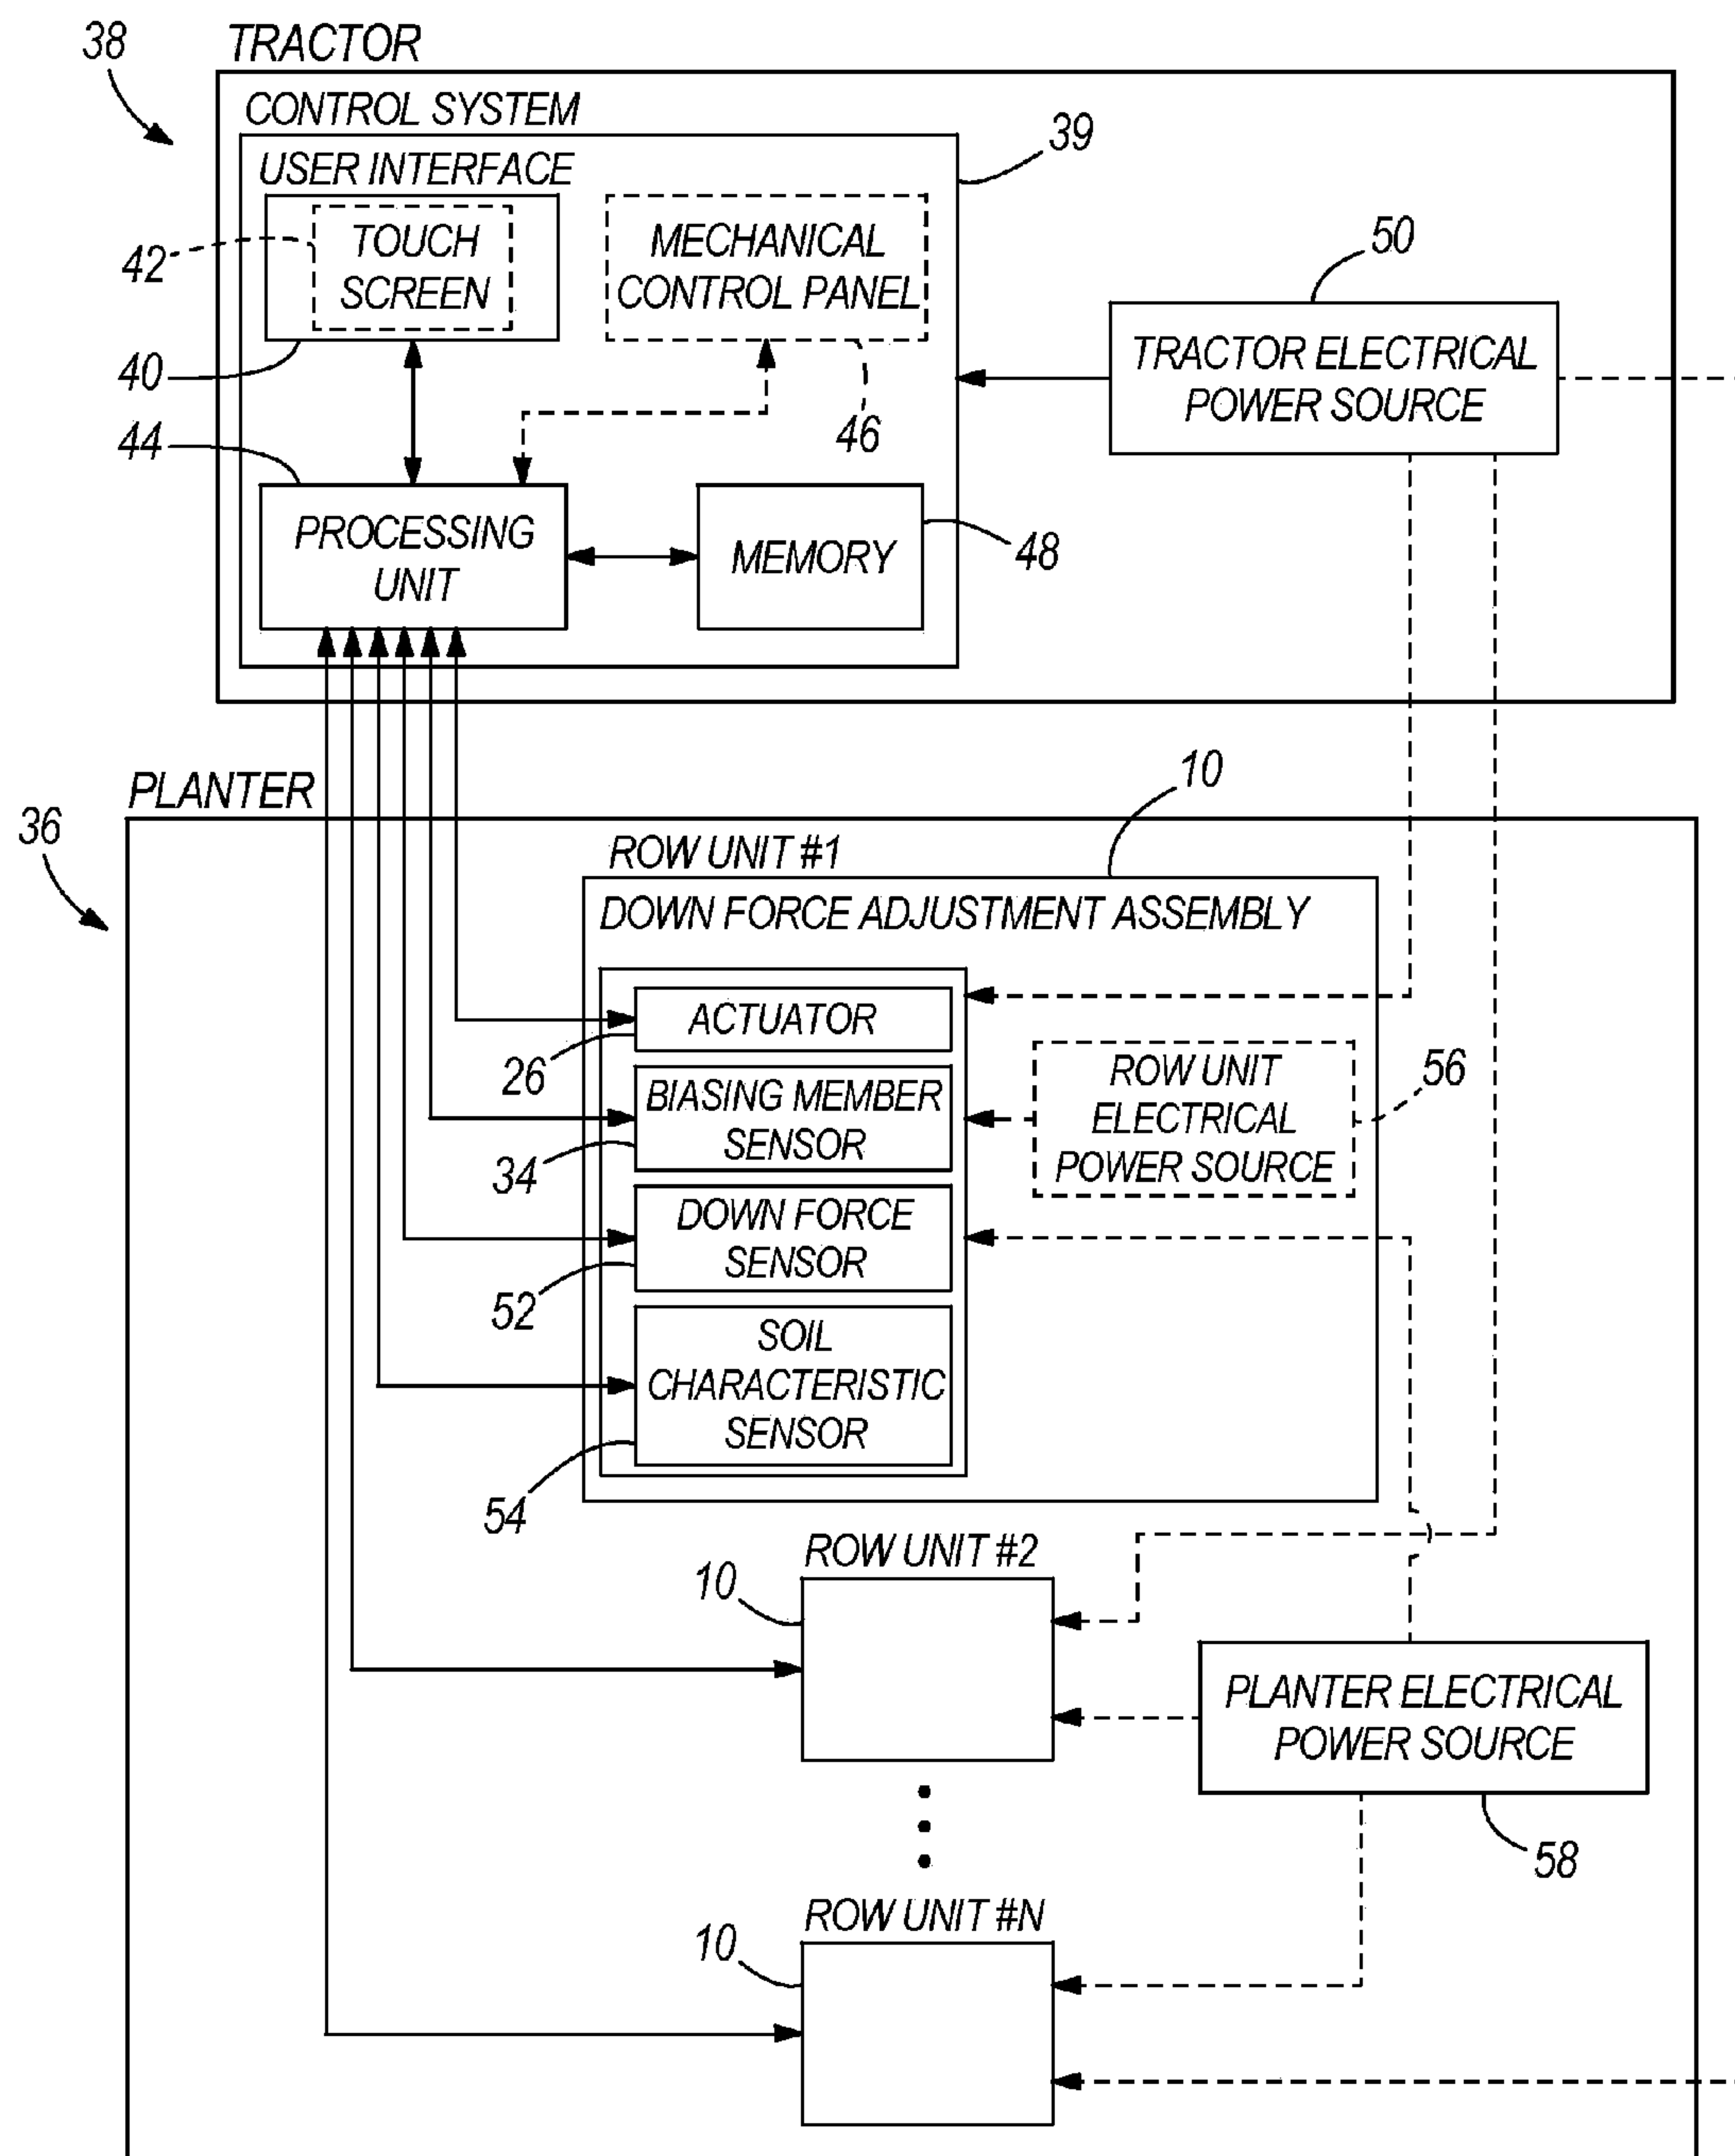 38
TRACTOR
CONTROL SYSTEM
39
USER INTERFACE
42
TOUCH
SCREEN
MECHANICAL
CONTROL PANEL
50
TRACTOR ELECTRICAL
POWER SOURCE
40
46
44
PROCESSING
UNIT
MEMORY
48
PLANTER
36
10
ROW UNIT #1
DOWN FORCE ADJUSTMENT ASSEMBLY
ACTUATOR
26
BIASING MEMBER
SENSOR
34
ROW UNIT
ELECTRICAL
POWER SOURCE
56
DOWN FORCE
SENSOR
52
SOIL
CHARACTERISTIC
SENSOR
54
ROW UNIT #2
10
PLANTER ELECTRICAL
POWER SOURCE
58
ROW UNIT #N
10